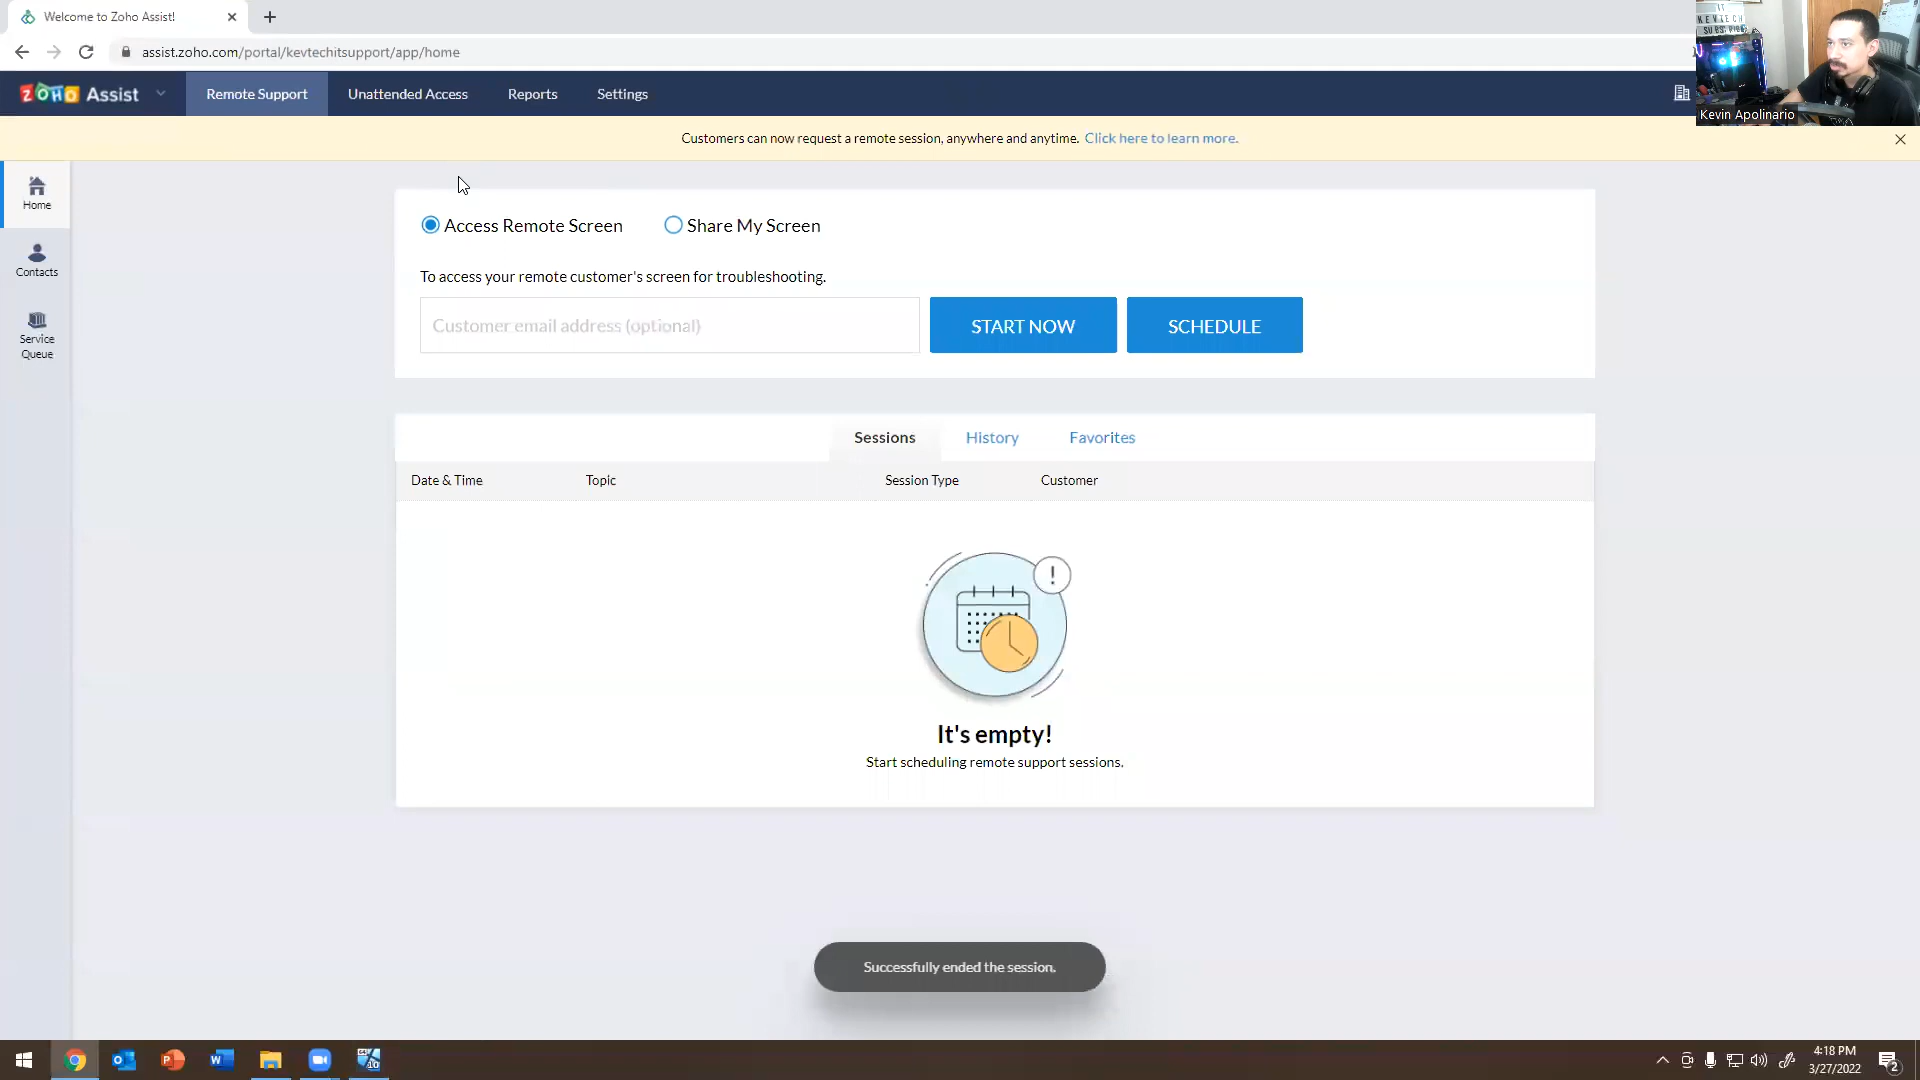 Welcome to Zoho Assist!
assist.zoho.com/portal/kevtechitsupport/app/home
ZOHO Assist
Remote Support
Unattended Access
Reports
Settings
IT
KEVTECH
Kevin Apolinario
Customers can now request a remote session, anywhere and anytime. Click here to learn more.
Home
Contacts
Service
Queue
Access Remote Screen
Share My Screen
To access your remote customer's screen for troubleshooting.
Customer email address (optional)
START NOW
SCHEDULE
Sessions
History
Favorites
Date & Time
Topic
Session Type
Customer
!
It's empty!
Start scheduling remote support sessions.
Successfully ended the session.
4:18 PM
3/27/2022
2